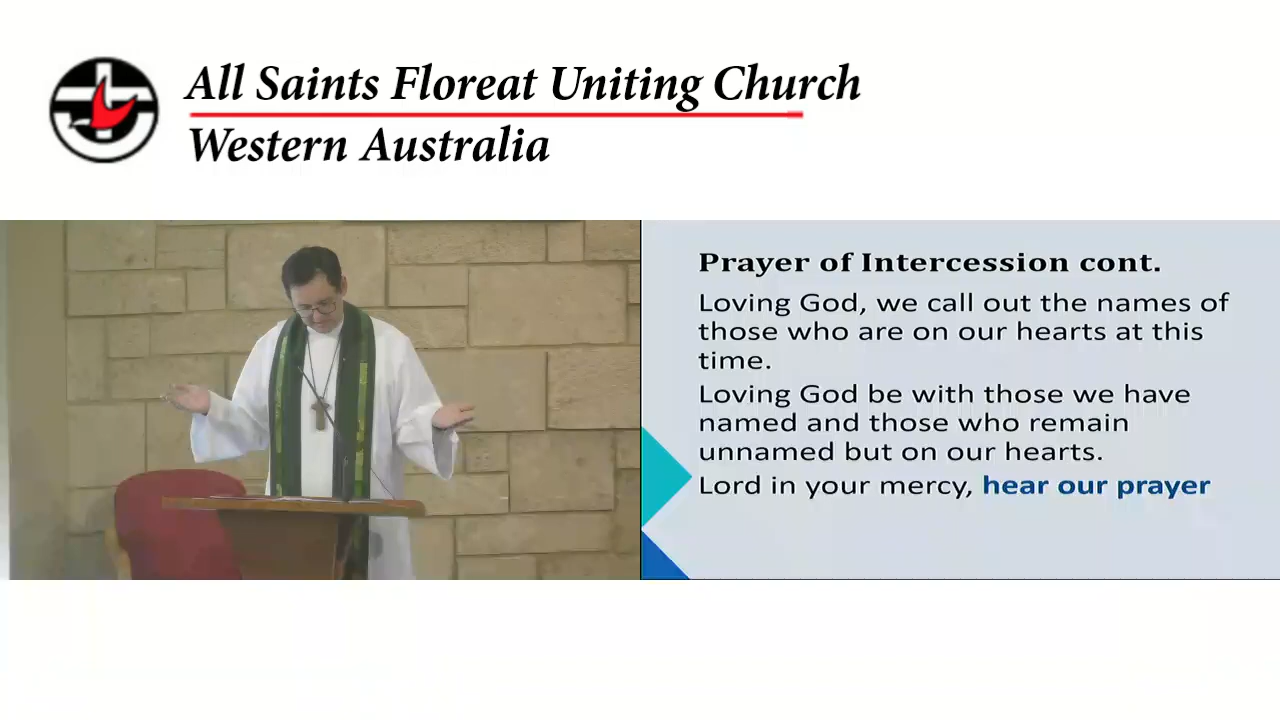 All Saints Floreat Uniting Church
Western Australia
Prayer of Intercession cont.
Loving God, we call out the names of
those who are on our hearts at this
time.
Loving God be with those we have
named and those who remain
unnamed but on our hearts.
Lord in your mercy, hear our prayer